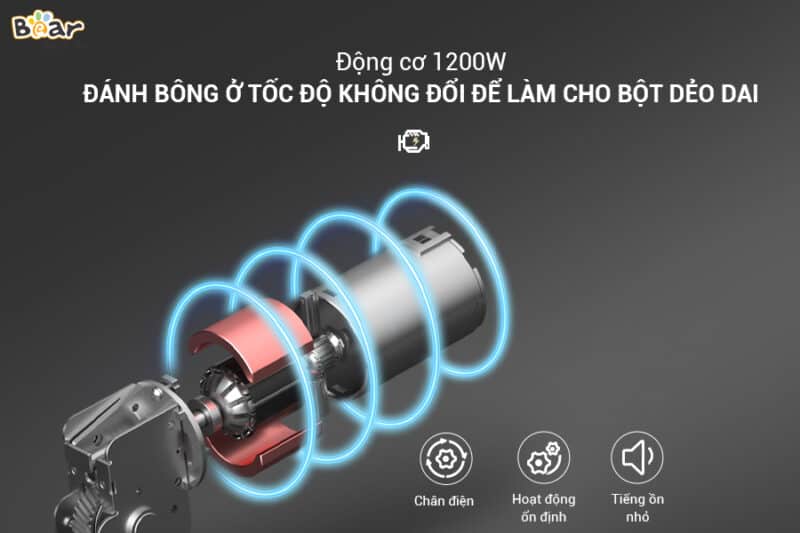 Bear
Động cơ 1200W
ĐÁNH BÔNG Ở TỐC ĐỘ KHÔNG ĐỔI ĐỂ LÀM CHO BỘT DẺO DAI
Chân điện
Hoạt động
ổn định
Tiếng ồn
nhỏ